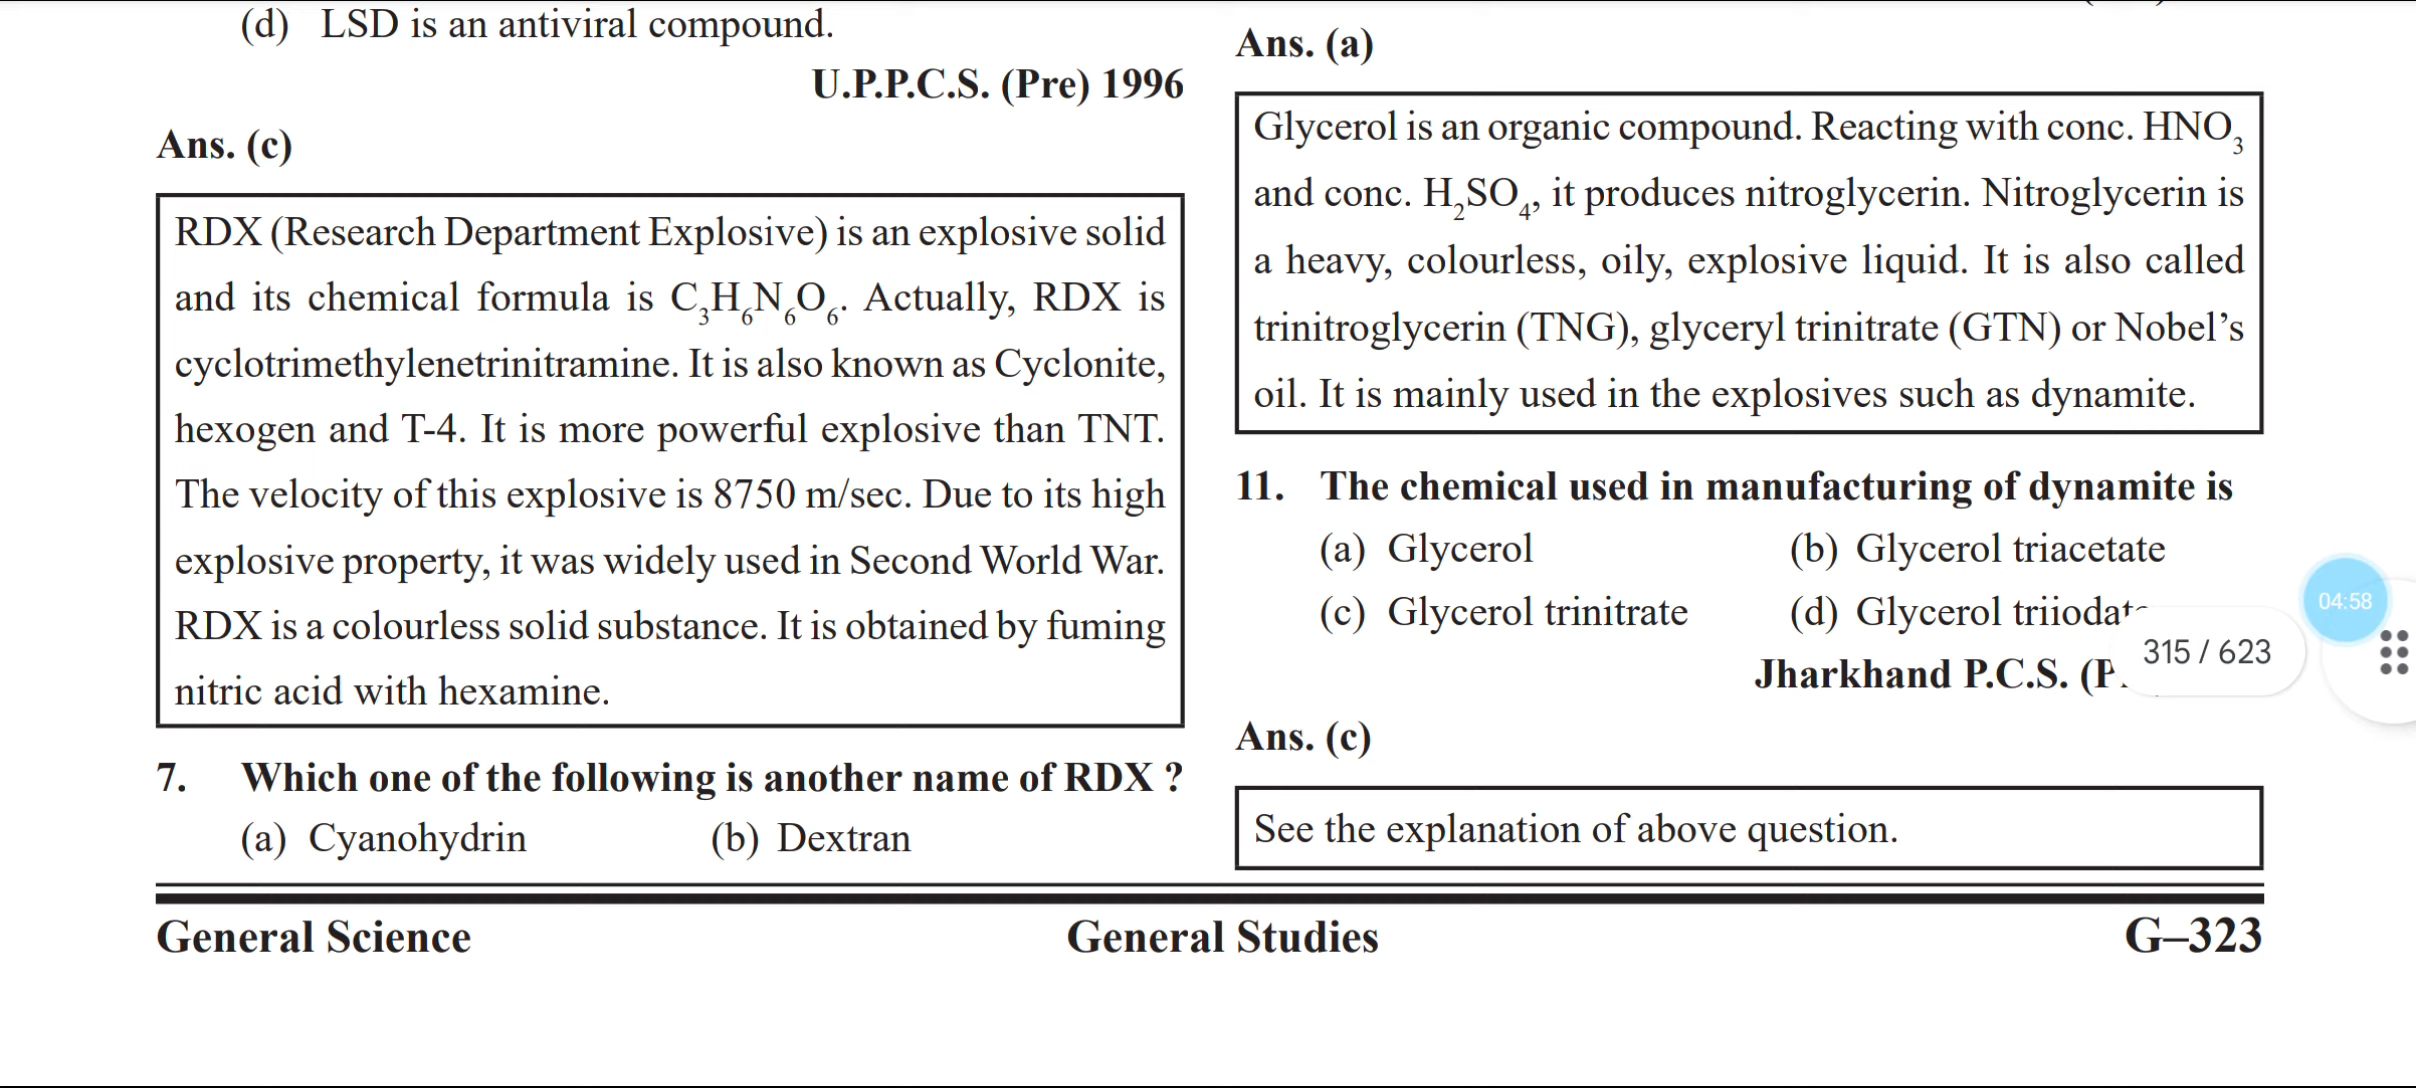 (d) LSD is an antiviral compound.
U.P.P.C.S. (Pre) 1996
Ans. (c)
RDX (Research Department Explosive) is an explosive solid
and its chemical formula is C₃H₆N₆O₆. Actually, RDX is
cyclotrimethylenetrinitramine. It is also known as Cyclonite,
hexogen and T-4. It is more powerful explosive than TNT.
The velocity of this explosive is 8750 m/sec. Due to its high
explosive property, it was widely used in Second World War.
RDX is a colourless solid substance. It is obtained by fuming
nitric acid with hexamine.
7. Which one of the following is another name of RDX ?
(a) Cyanohydrin (b) Dextran
Ans. (a)
Glycerol is an organic compound. Reacting with conc. HNO₃
and conc. H₂SO₄, it produces nitroglycerin. Nitroglycerin is
a heavy, colourless, oily, explosive liquid. It is also called
trinitroglycerin (TNG), glyceryl trinitrate (GTN) or Nobel's
oil. It is mainly used in the explosives such as dynamite.
11. The chemical used in manufacturing of dynamite is
(a) Glycerol (b) Glycerol triacetate
(c) Glycerol trinitrate (d) Glycerol
Jharkhand P.C.S.
Ans. (c)
See the explanation of above question.
04:58
315 / 623
General Science General Studies G–323